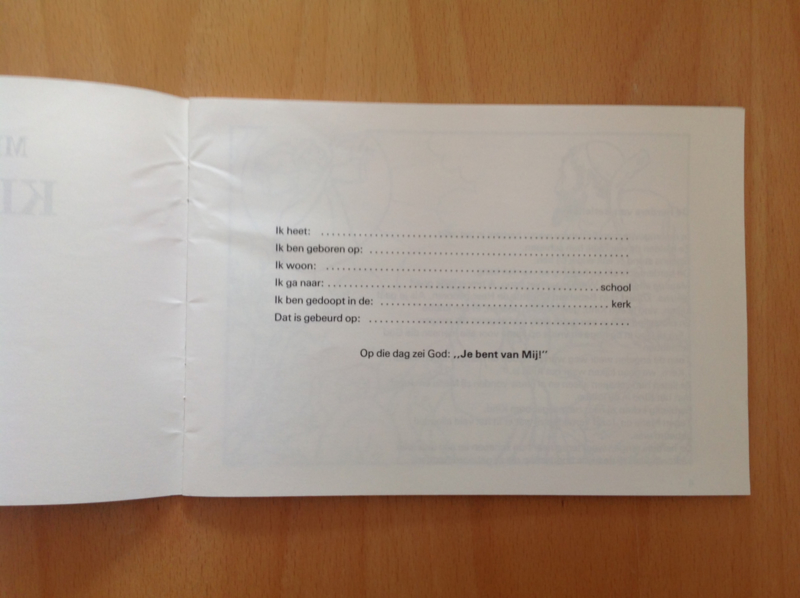 Ik heet: ........................................................................
Ik ben geboren op: ............................................................
Ik woon: .......................................................................
Ik ga naar: ...............................................................school
Ik ben gedoopt in de: ..................................................... kerk
Dat is gebeurd op: ............................................................
Op die dag zei God: ,,Je bent van Mij!''